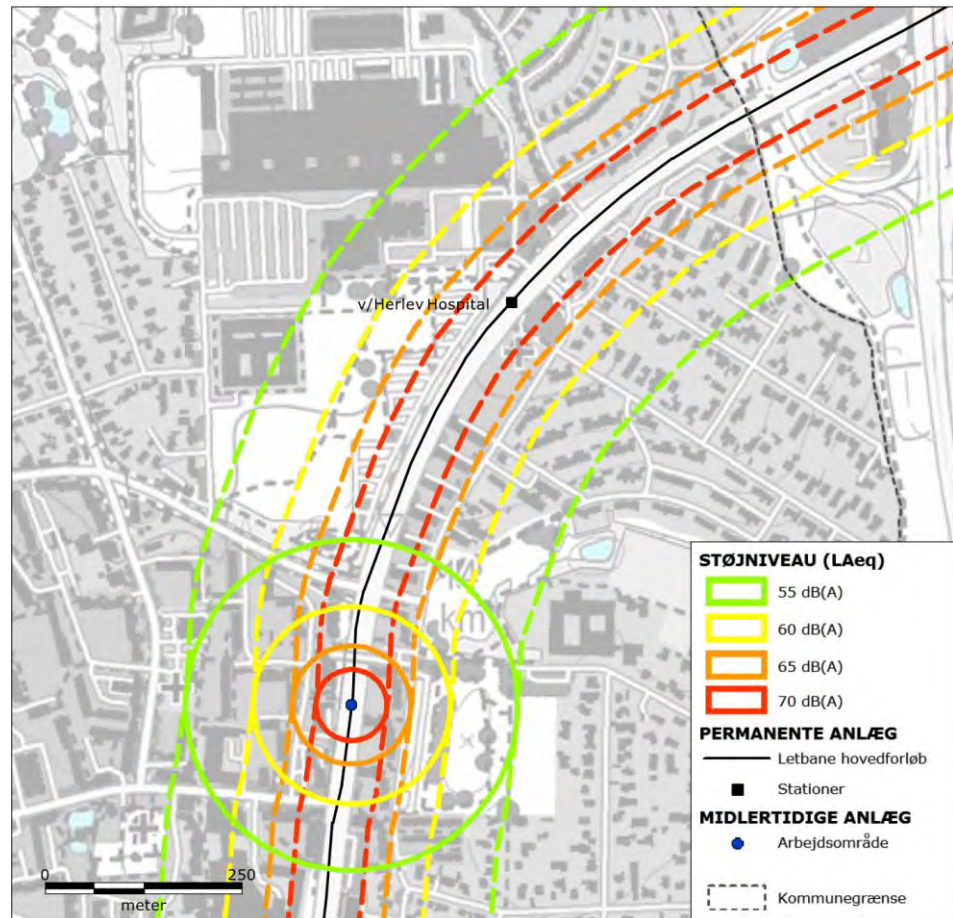 v/Herlev Hospital
km
STØJNIVEAU (LAeq)
55 dB(A)
60 dB(A)
65 dB(A)
70 dB(A)
PERMANENTE ANLÆG
Letbane hovedforløb
Stationer
MIDLERTIDIGE ANLÆG
Arbejdsområde
Kommunegrænse
0 250
meter